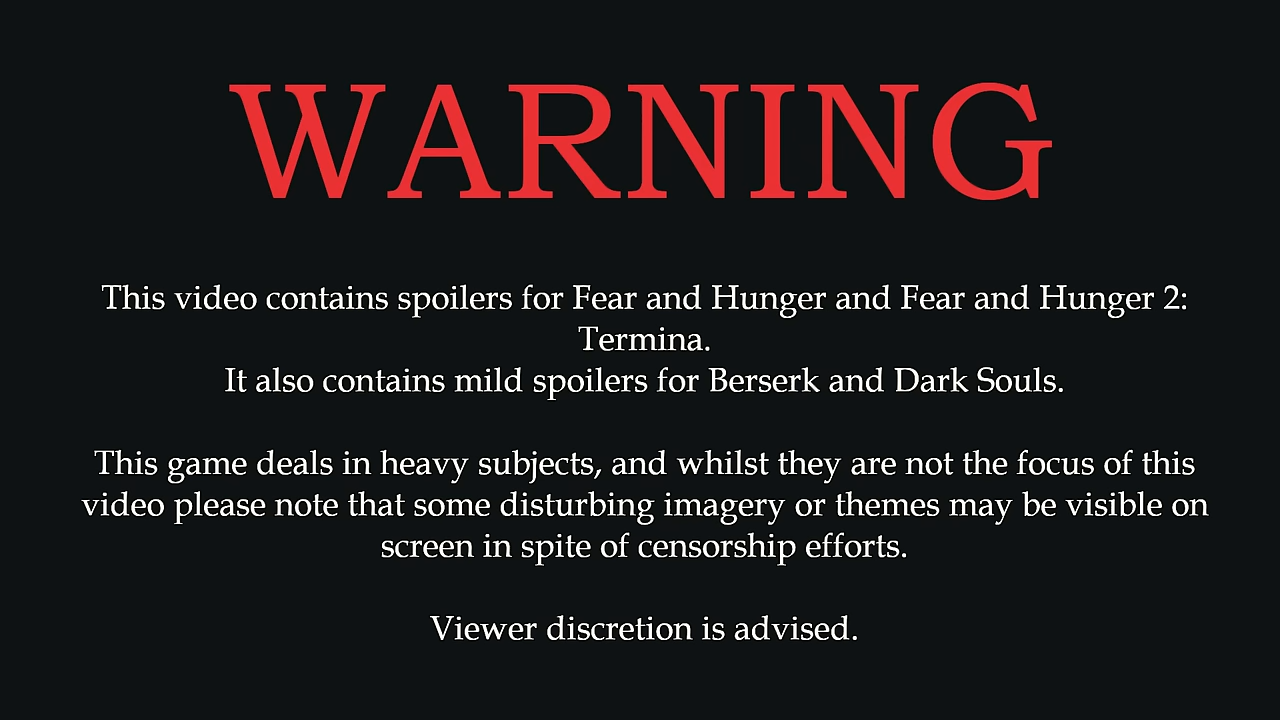 WARNING
This video contains spoilers for Fear and Hunger and Fear and Hunger 2:
Termina.
It also contains mild spoilers for Berserk and Dark Souls.
This game deals in heavy subjects, and whilst they are not the focus of this
video please note that some disturbing imagery or themes may be visible on
screen in spite of censorship efforts.
Viewer discretion is advised.